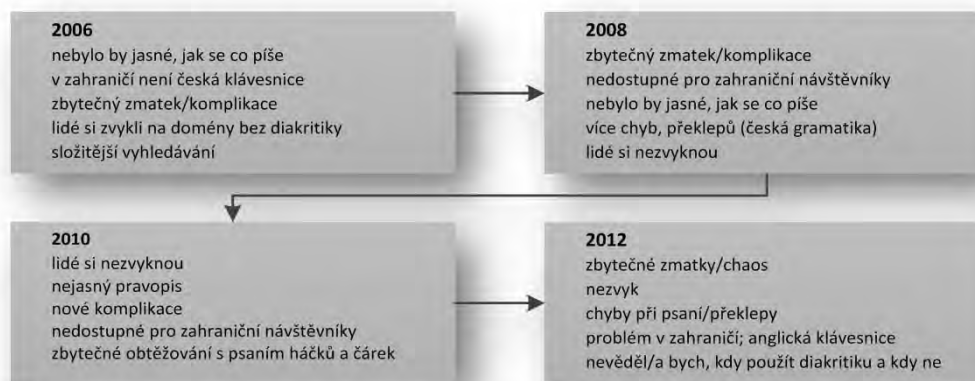 2006
nebylo by jasné, jak se co píše
v zahraničí není česká klávesnice
zbytečný zmatek/komplikace
lidé si zvykli na domény bez diakritiky
složitější vyhledávání
2008
zbytečný zmatek/komplikace
nedostupné pro zahraniční návštěvníky
nebylo by jasné, jak se co píše
více chyb, překlepů (česká gramatika)
lidé si nezvyknou
2010
lidé si nezvyknou
nejasný pravopis
nové komplikace
nedostupné pro zahraniční návštěvníky
zbytečné obtěžování s psaním háčků a čárek
2012
zbytečné zmatky/chaos
nezvyk
chyby při psaní/překlepy
problém v zahraničí; anglická klávesnice
nevěděl/a bych, kdy použít diakritiku a kdy ne